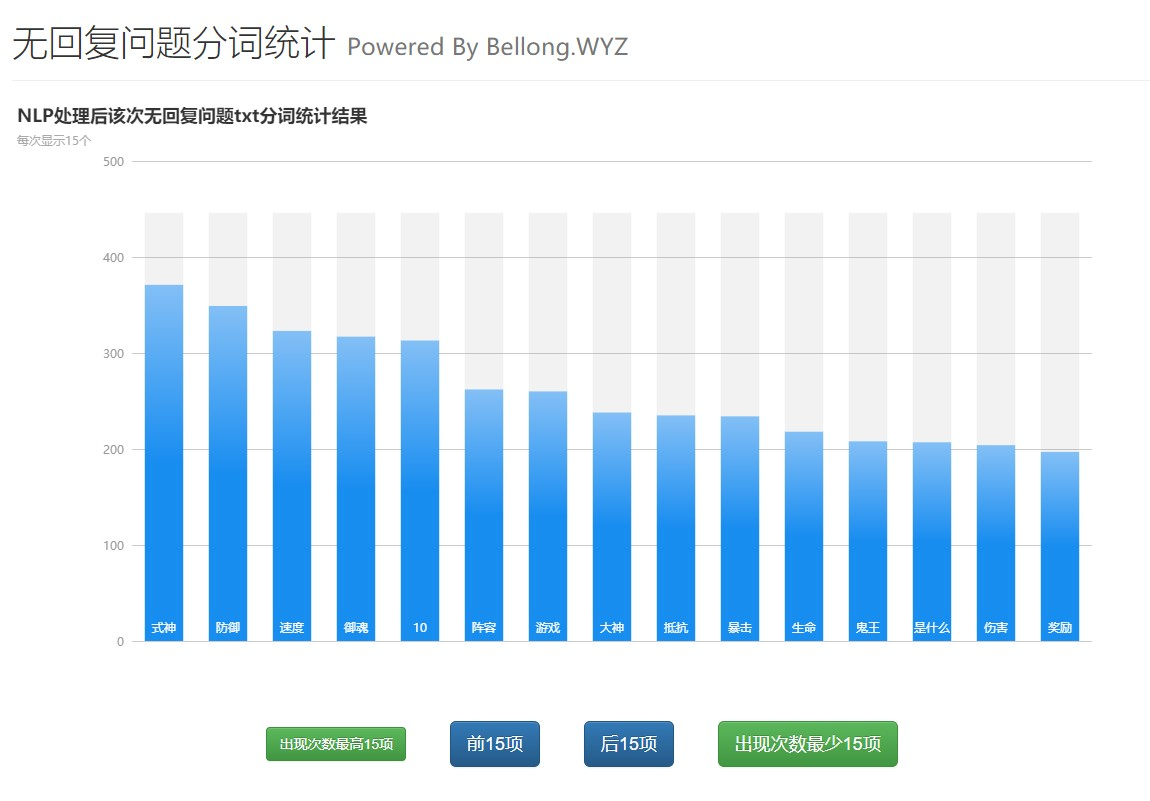 无回复问题分词统计 Powered By Bellong.WYZ
NLP处理后该次无回复问题txt分词统计结果
每次显示15个
500
400
300
200
100
0
式神 防御 速度 御魂 10 阵容 游戏 大神 抵抗 暴击 生命 鬼王 是什么 伤害 奖励
出现次数最高15项 前15项 后15项 出现次数最少15项